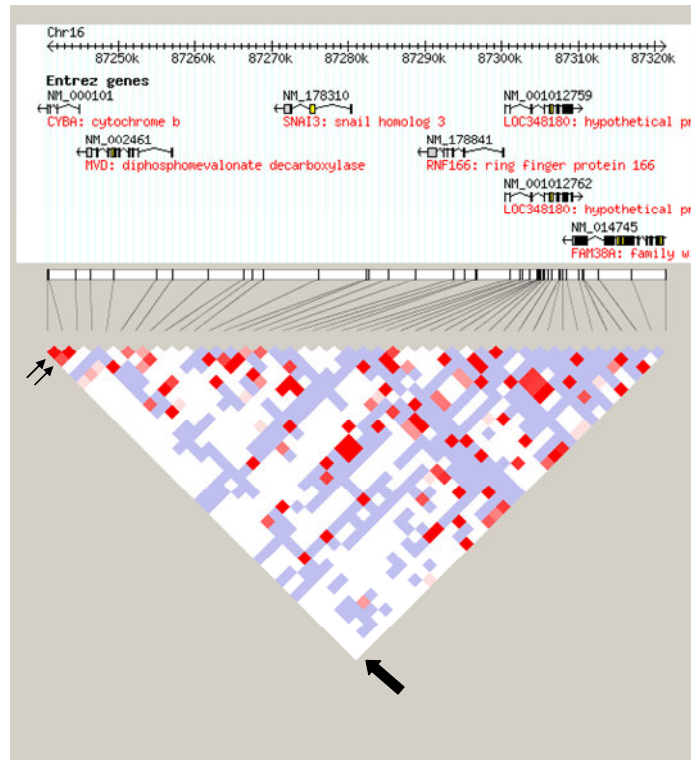 Chr16
87250k 87260k 87270k 87280k 87290k 87300k 87310k 87320k
Entrez genes
NM_000101 NM_178310 NM_001012759
CYBA: cytochrome b SNAI3: snail homolog 3 LOC348180: hypothetical pr
NM_002461 NM_178841
MVD: diphosphomevalonate decarboxylase RNF166: ring finger protein 166
NM_001012762
LOC348180: hypothetical pr
NM_014745
FAM38A: family w